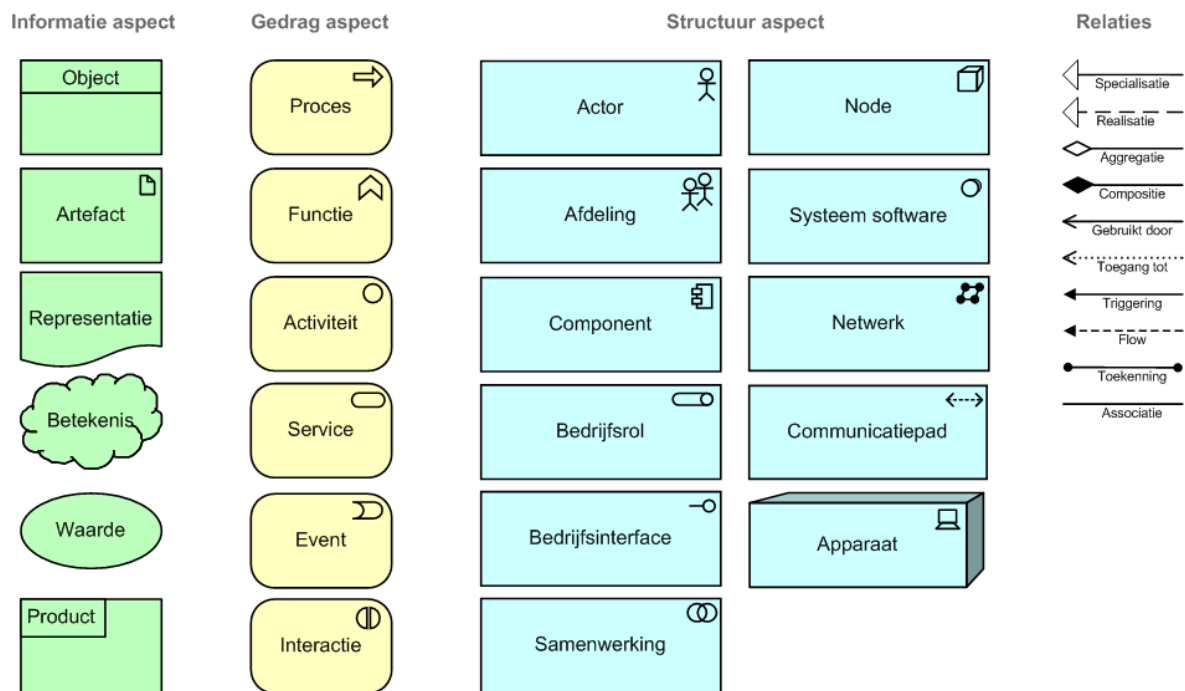 Informatie aspect
Gedrag aspect
Structuur aspect
Relaties
Object
Artefact
Representatie
Betekenis
Waarde
Product
Proces
Functie
Activiteit
Service
Event
Interactie
Actor
Afdeling
Component
Bedrijfsrol
Bedrijfsinterface
Samenwerking
Node
Systeem software
Netwerk
Communicatiepad
Apparaat
Specialisatie
Realisatie
Aggregatie
Compositie
Gebruikt door
Toegang tot
Triggering
Flow
Toekenning
Associatie